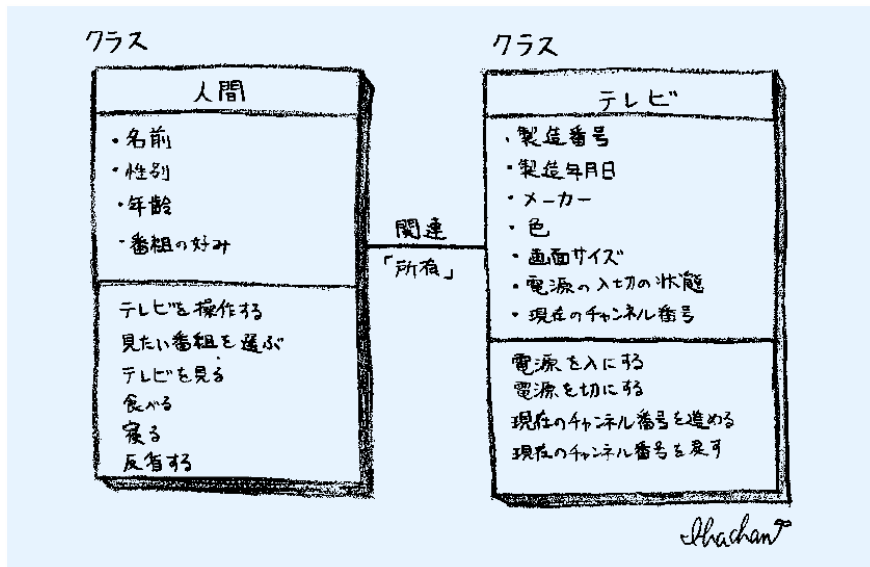 クラス
人間
・名前
・性別
・年齢
・番組の好み
テレビを操作する
見たい番組を選ぶ
テレビを見る
食べる
寝る
反省する
関連
「所有」
クラス
テレビ
・製造番号
・製造年月日
・メーカー
・色
・画面サイズ
・電源の入切の状態
・現在のチャンネル番号
電源を入にする
電源を切にする
現在のチャンネル番号を進める
現在のチャンネル番号を戻す